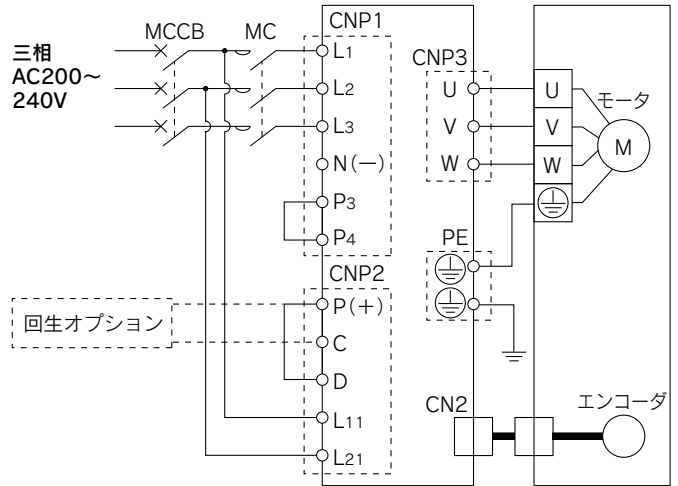 三相
AC200～
240V
MCCB
MC
CNP1
L1
L2
L3
N(－)
P3
P4
CNP2
P(＋)
C
D
L11
L21
回生オプション
CNP3
U
V
W
PE
CN2
U
V
W
モータ
M
エンコーダ